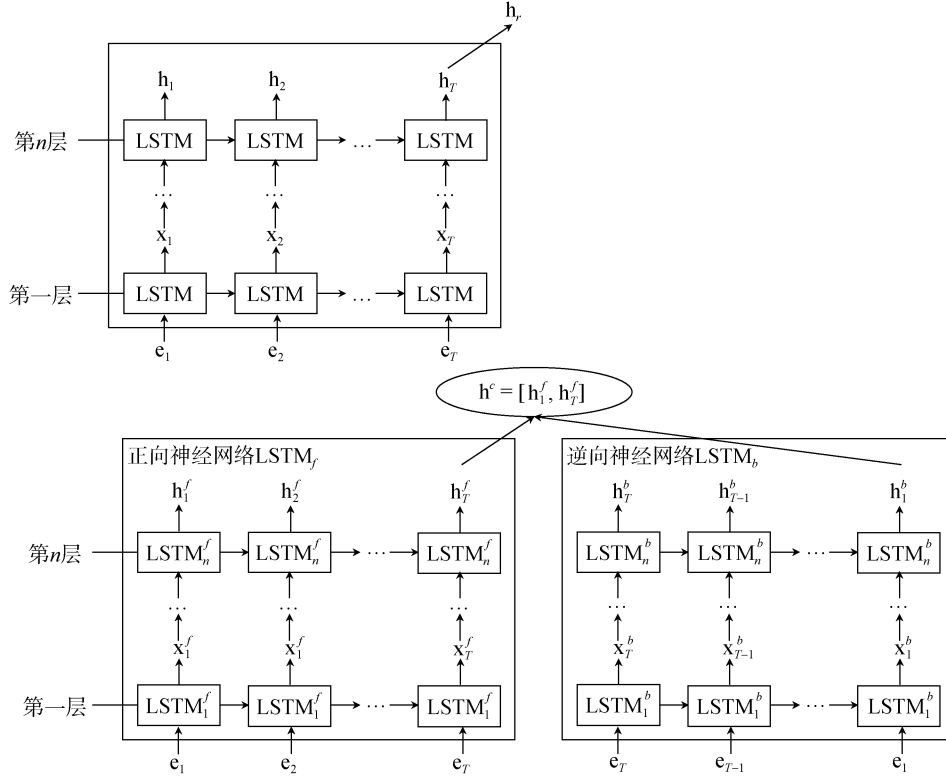 h_r
h_1 h_2 h_T
第n层 LSTM LSTM … LSTM
… … …
x_1 x_2 x_T
第一层 LSTM LSTM … LSTM
e_1 e_2 e_T
h^c = [h_1^f, h_T^f]
正向神经网络LSTM_f
h_1^f h_2^f h_T^f
第n层 LSTM_n^f LSTM_n^f … LSTM_n^f
… … …
x_1^f x_1^f x_T^f
第一层 LSTM_1^f LSTM_1^f … LSTM_1^f
e_1 e_2 e_T
逆向神经网络LSTM_b
h_T^b h_{T-1}^b h_1^b
LSTM_n^b LSTM_n^b … LSTM_n^b
… … …
x_T^b x_{T-1}^b x_1^b
LSTM_1^b LSTM_1^b … LSTM_1^b
e_T e_{T-1} e_1